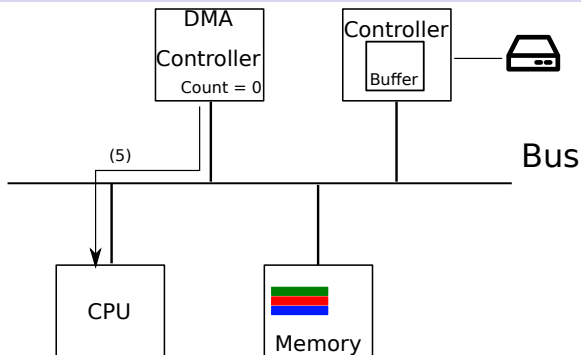 DMA
Controller
Count = 0
Controller
Buffer
(5)
Bus
CPU
Memory